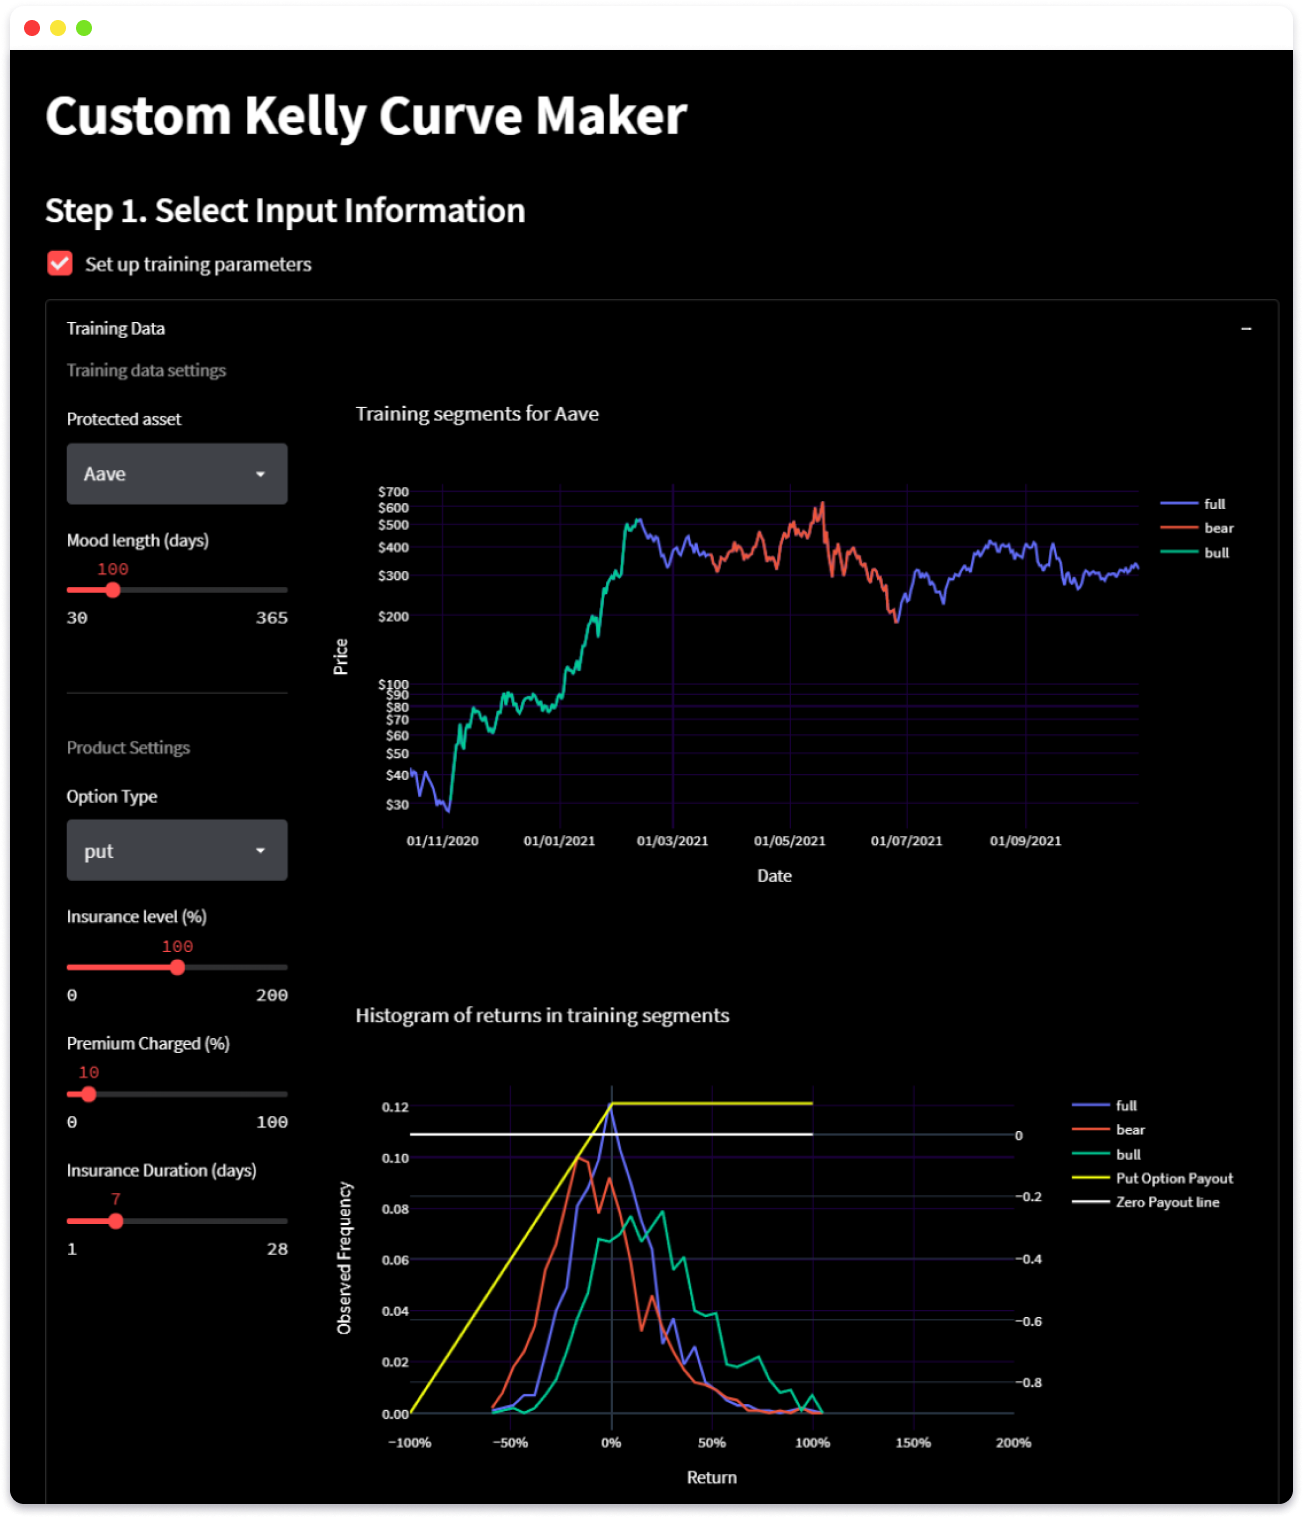 Custom Kelly Curve Maker
Step 1. Select Input Information
Set up training parameters
Training Data
Training data settings
Protected asset
Aave
Mood length (days)
100
30 365
Product Settings
Option Type
put
Insurance level (%)
100
0 200
Premium Charged (%)
10
0 100
Insurance Duration (days)
7
1 28
Training segments for Aave
$700
$600
$500
$400
$300
$200
$100
$90
$80
$70
$60
$50
$40
$30
Price
01/11/2020 01/01/2021 01/03/2021 01/05/2021 01/07/2021 01/09/2021
Date
full
bear
bull
Histogram of returns in training segments
0.12
0.10
0.08
0.06
0.04
0.02
0.00
Observed Frequency
0
−0.2
−0.4
−0.6
−0.8
−100% −50% 0% 50% 100% 150% 200%
Return
full
bear
bull
Put Option Payout
Zero Payout line